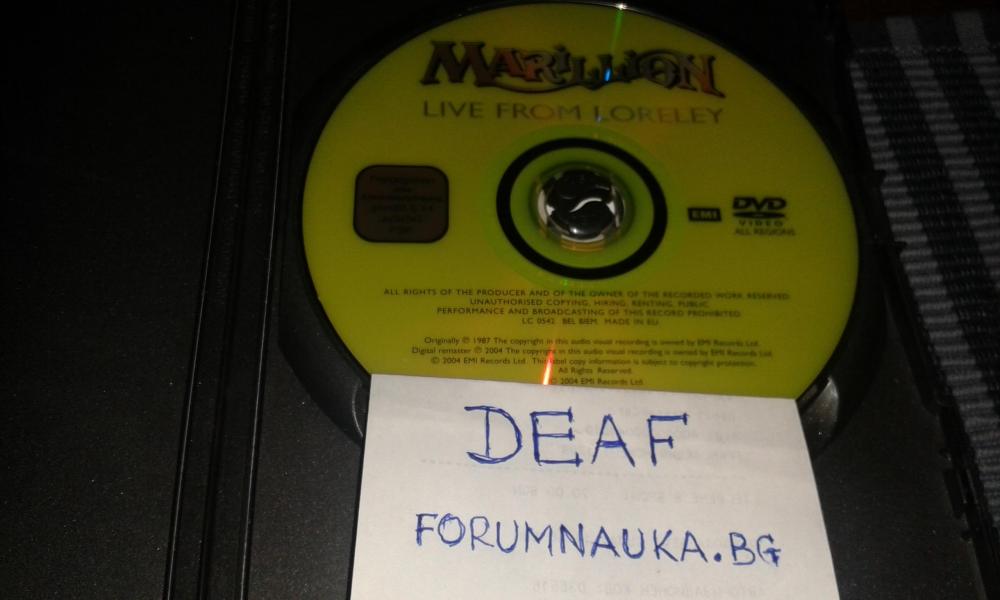 MARILLION
LIVE FROM LORELEY
EMI
DVD
VIDEO
ALL REGIONS
ALL RIGHTS OF THE PRODUCER AND OF THE OWNER OF THE RECORDED WORK RESERVED.
UNAUTHORISED COPYING, HIRING, RENTING, PUBLIC
PERFORMANCE AND BROADCASTING OF THIS RECORD PROHIBITED.
LC 0542. BEL BIEM. MADE IN EU.
Originally ℗ 1987 The copyright in this audio visual recording is owned by EMI Records Ltd.
Digital remaster ℗ 2004 The copyright in this audio visual recording is owned by EMI Records Ltd.
© 2004 EMI Records Ltd. This label copy information is subject to copyright protection.
All Rights Reserved.
© 2004 EMI Records Ltd.
DEAF
FORUMNAUKA.BG